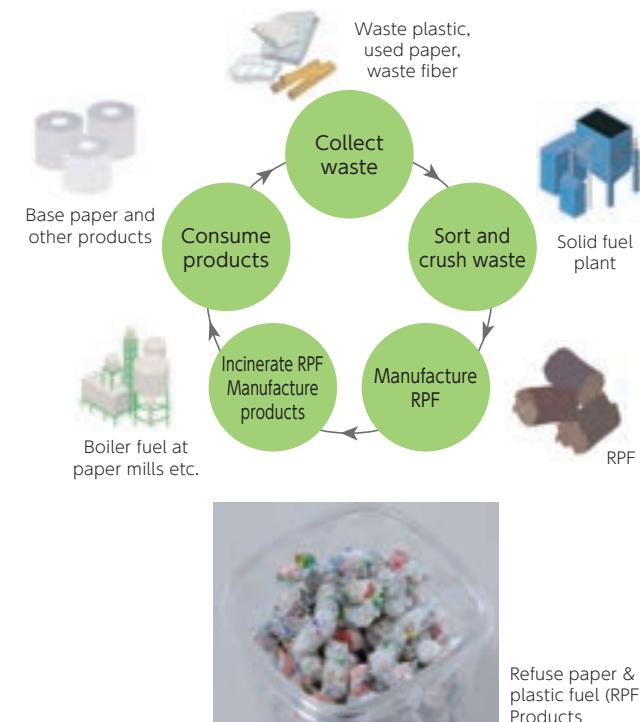 Waste plastic,
used paper,
waste fiber
Collect
waste
Base paper and
other products
Consume
products
Sort and
crush waste
Solid fuel
plant
Incinerate RPF
Manufacture
products
Manufacture
RPF
Boiler fuel at
paper mills etc.
RPF
Refuse paper &
plastic fuel (RPF
Products